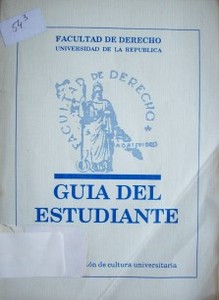 543
FACULTAD DE DERECHO
UNIVERSIDAD DE LA REPUBLICA
FACULTAD DE DERECHO
GUIA DEL
ESTUDIANTE
de cultura universitaria